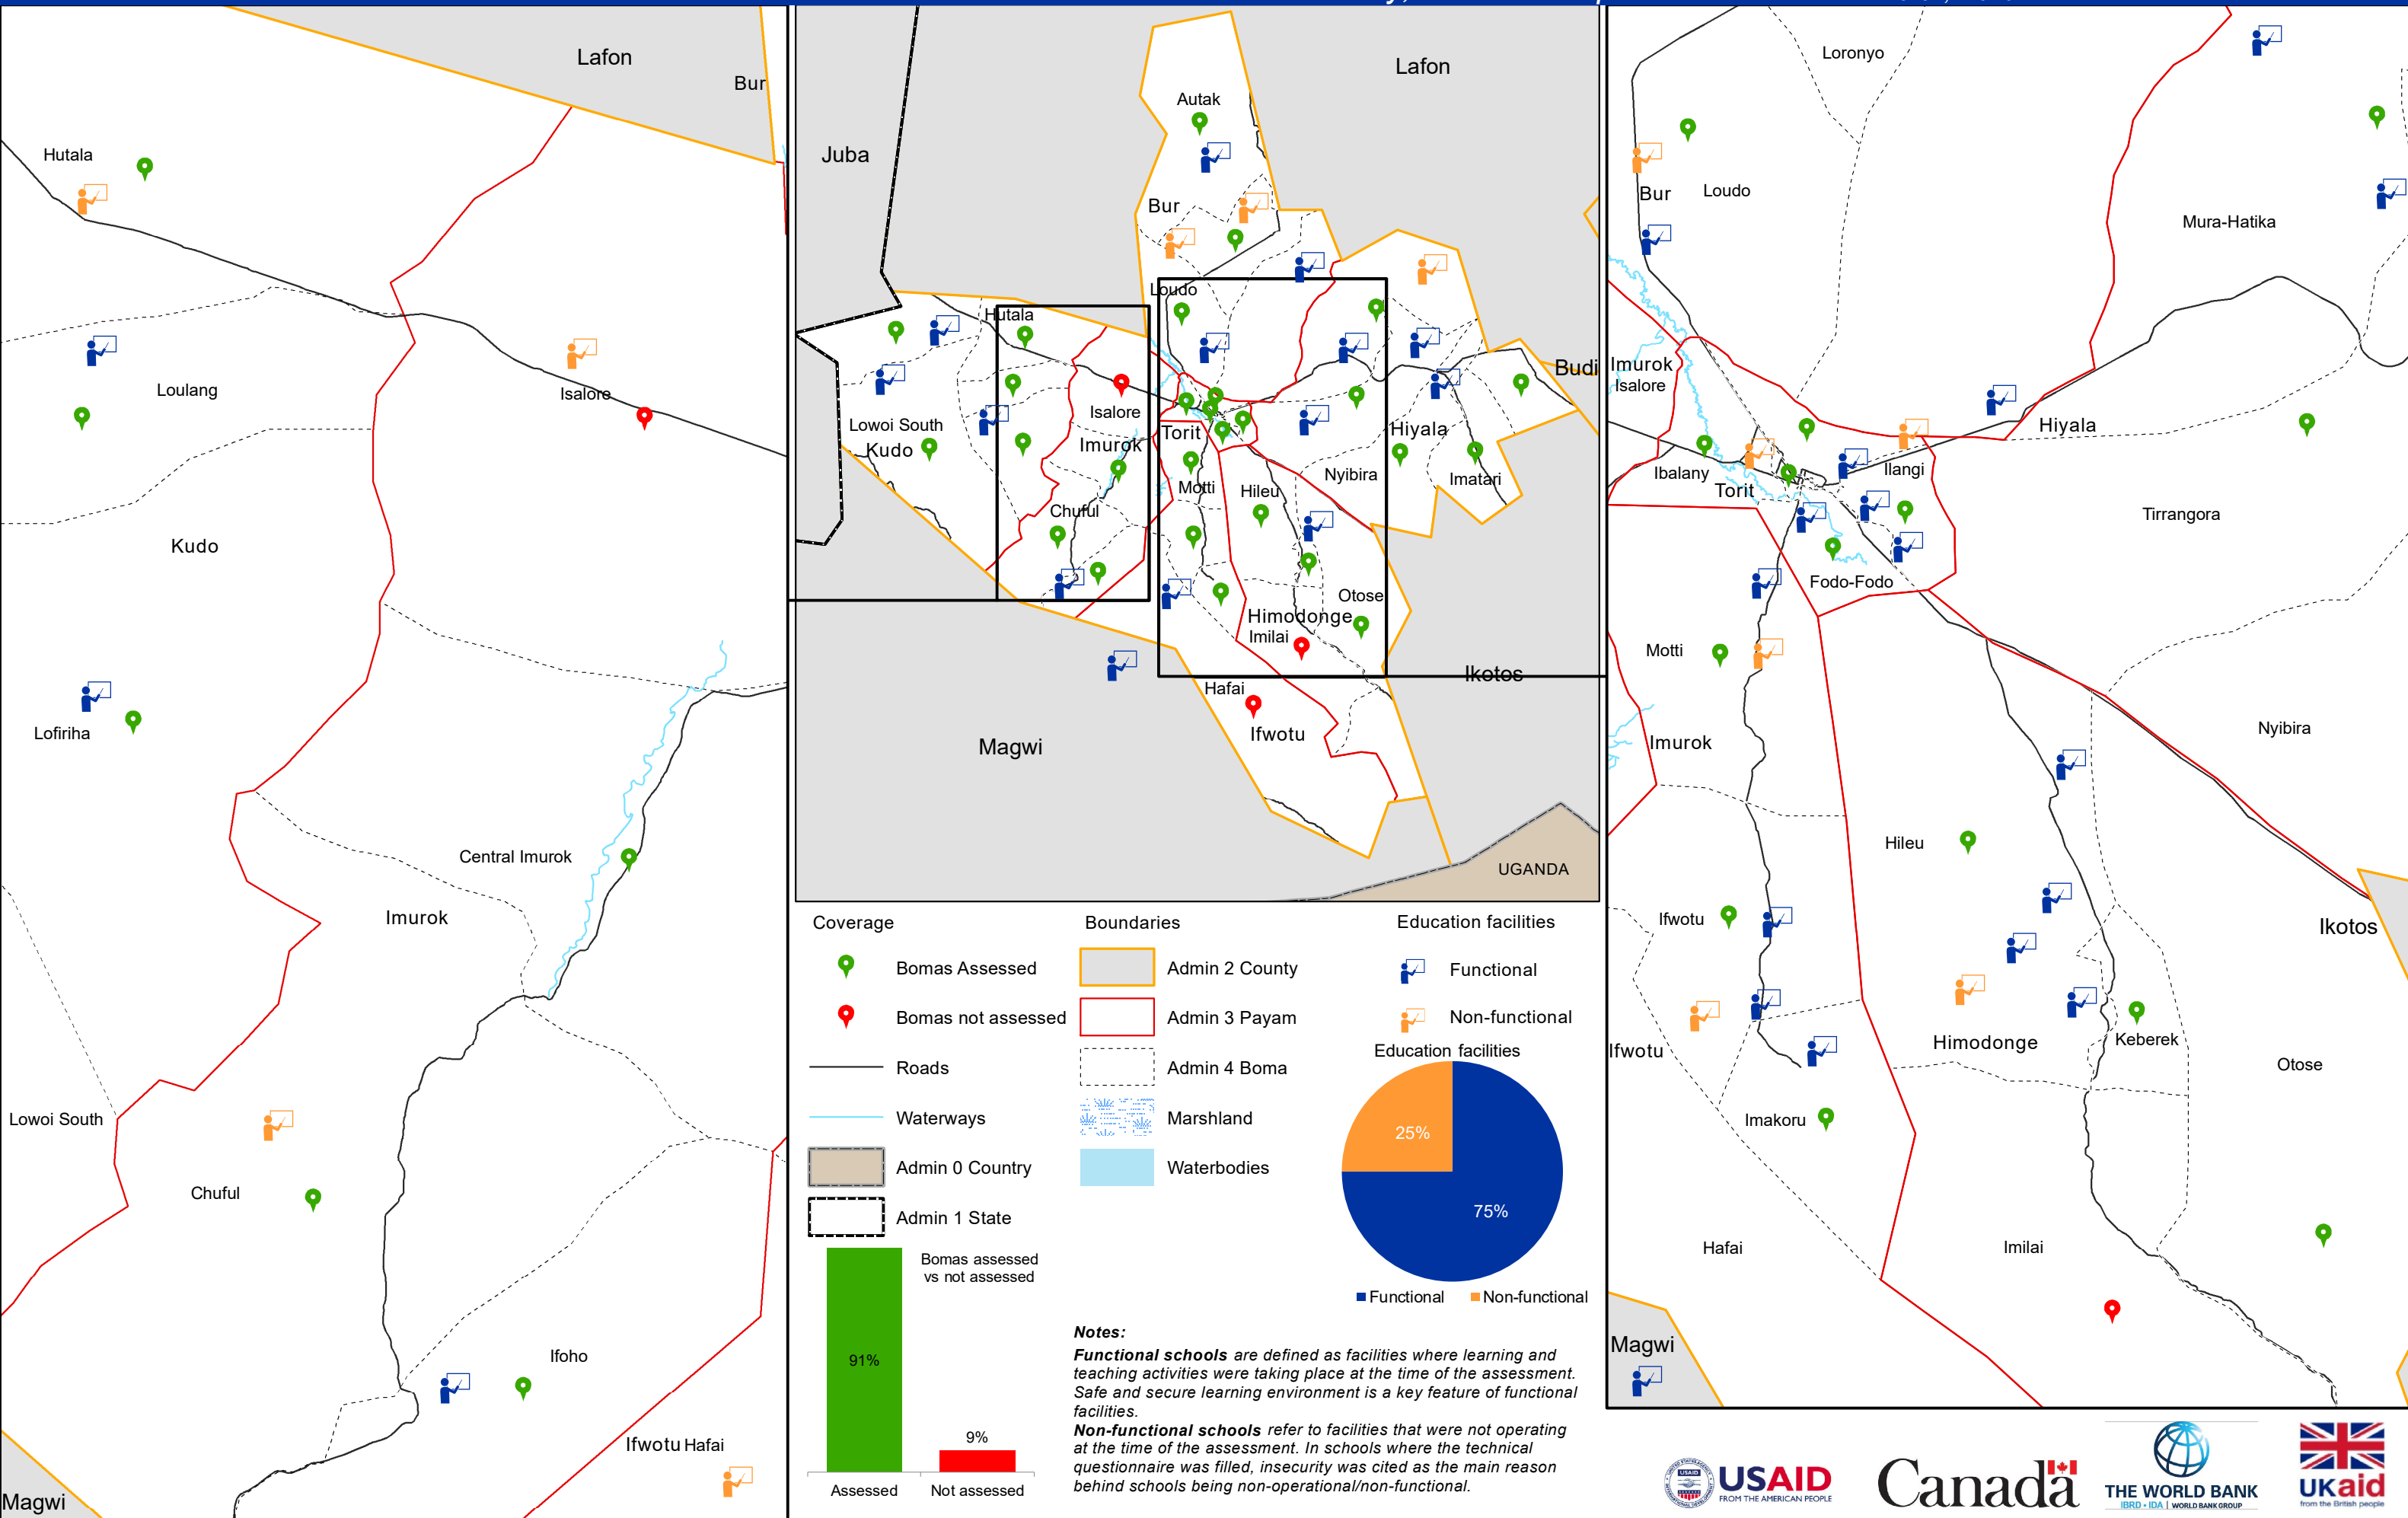 Lafon
Bur
Hutala
Loulang
Isalore
Kudo
Lofiriha
Central Imurok
Imurok
Lowoi South
Chuful
Ifoho
Ifwotu Hafai
Magwi
Lafon
Autak
Juba
Bur
Loudo
Hutala
Budi
Isalore
Lowoi South
Kudo
Imurok
Torit
Hiyala
Nyibira
Imatari
Motti
Hileu
Chuful
Otose
Himodonge
Imilai
Ikotos
Hafai
Ifwotu
Magwi
UGANDA
Coverage
Bomas Assessed
Bomas not assessed
Roads
Waterways
Admin 0 Country
Admin 1 State
Boundaries
Admin 2 County
Admin 3 Payam
Admin 4 Boma
Marshland
Waterbodies
Education facilities
Functional
Non-functional
Education facilities
25%
75%
Functional
Non-functional
Bomas assessed
vs not assessed
91%
9%
Assessed
Not assessed
Notes:
Functional schools are defined as facilities where learning and
teaching activities were taking place at the time of the assessment.
Safe and secure learning environment is a key feature of functional
facilities.
Non-functional schools refer to facilities that were not operating
at the time of the assessment. In schools where the technical
questionnaire was filled, insecurity was cited as the main reason
behind schools being non-operational/non-functional.
Loronyo
Bur
Loudo
Mura-Hatika
Imurok
Isalore
Hiyala
Ibalany
Ilangi
Torit
Tirrangora
Fodo-Fodo
Motti
Imurok
Nyibira
Hileu
Ifwotu
Ikotos
Ifwotu
Himodonge
Keberek
Otose
Imakoru
Hafai
Imilai
Magwi
USAID
USAID
FROM THE AMERICAN PEOPLE
Canada
THE WORLD BANK
IBRD • IDA | WORLD BANK GROUP
UKaid
from the British people